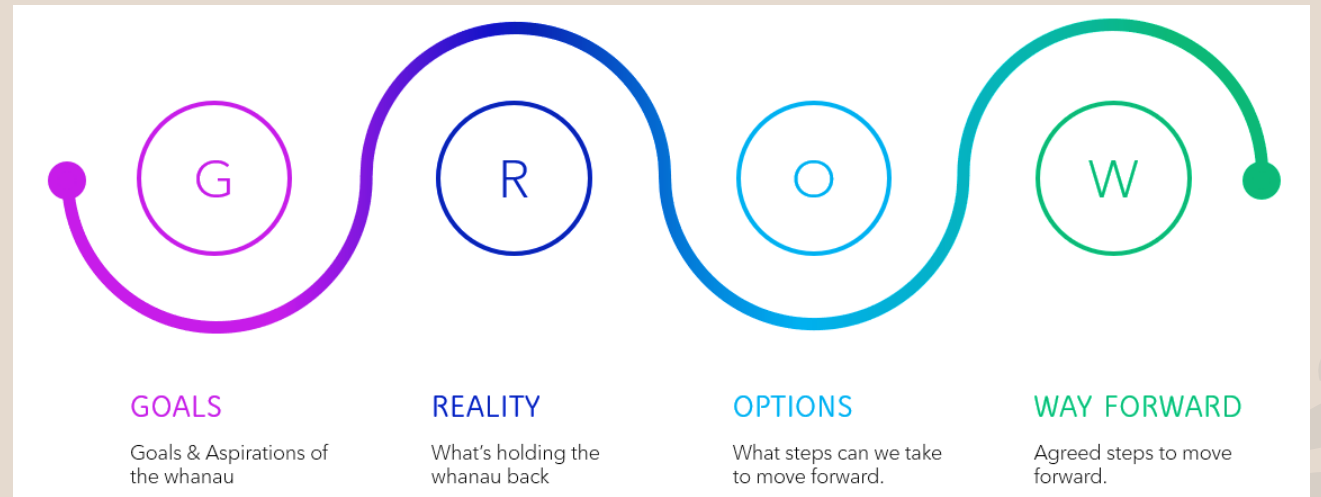 G
R
O
W
GOALS
Goals & Aspirations of
the whanau
REALITY
What's holding the
whanau back
OPTIONS
What steps can we take
to move forward.
WAY FORWARD
Agreed steps to move
forward.